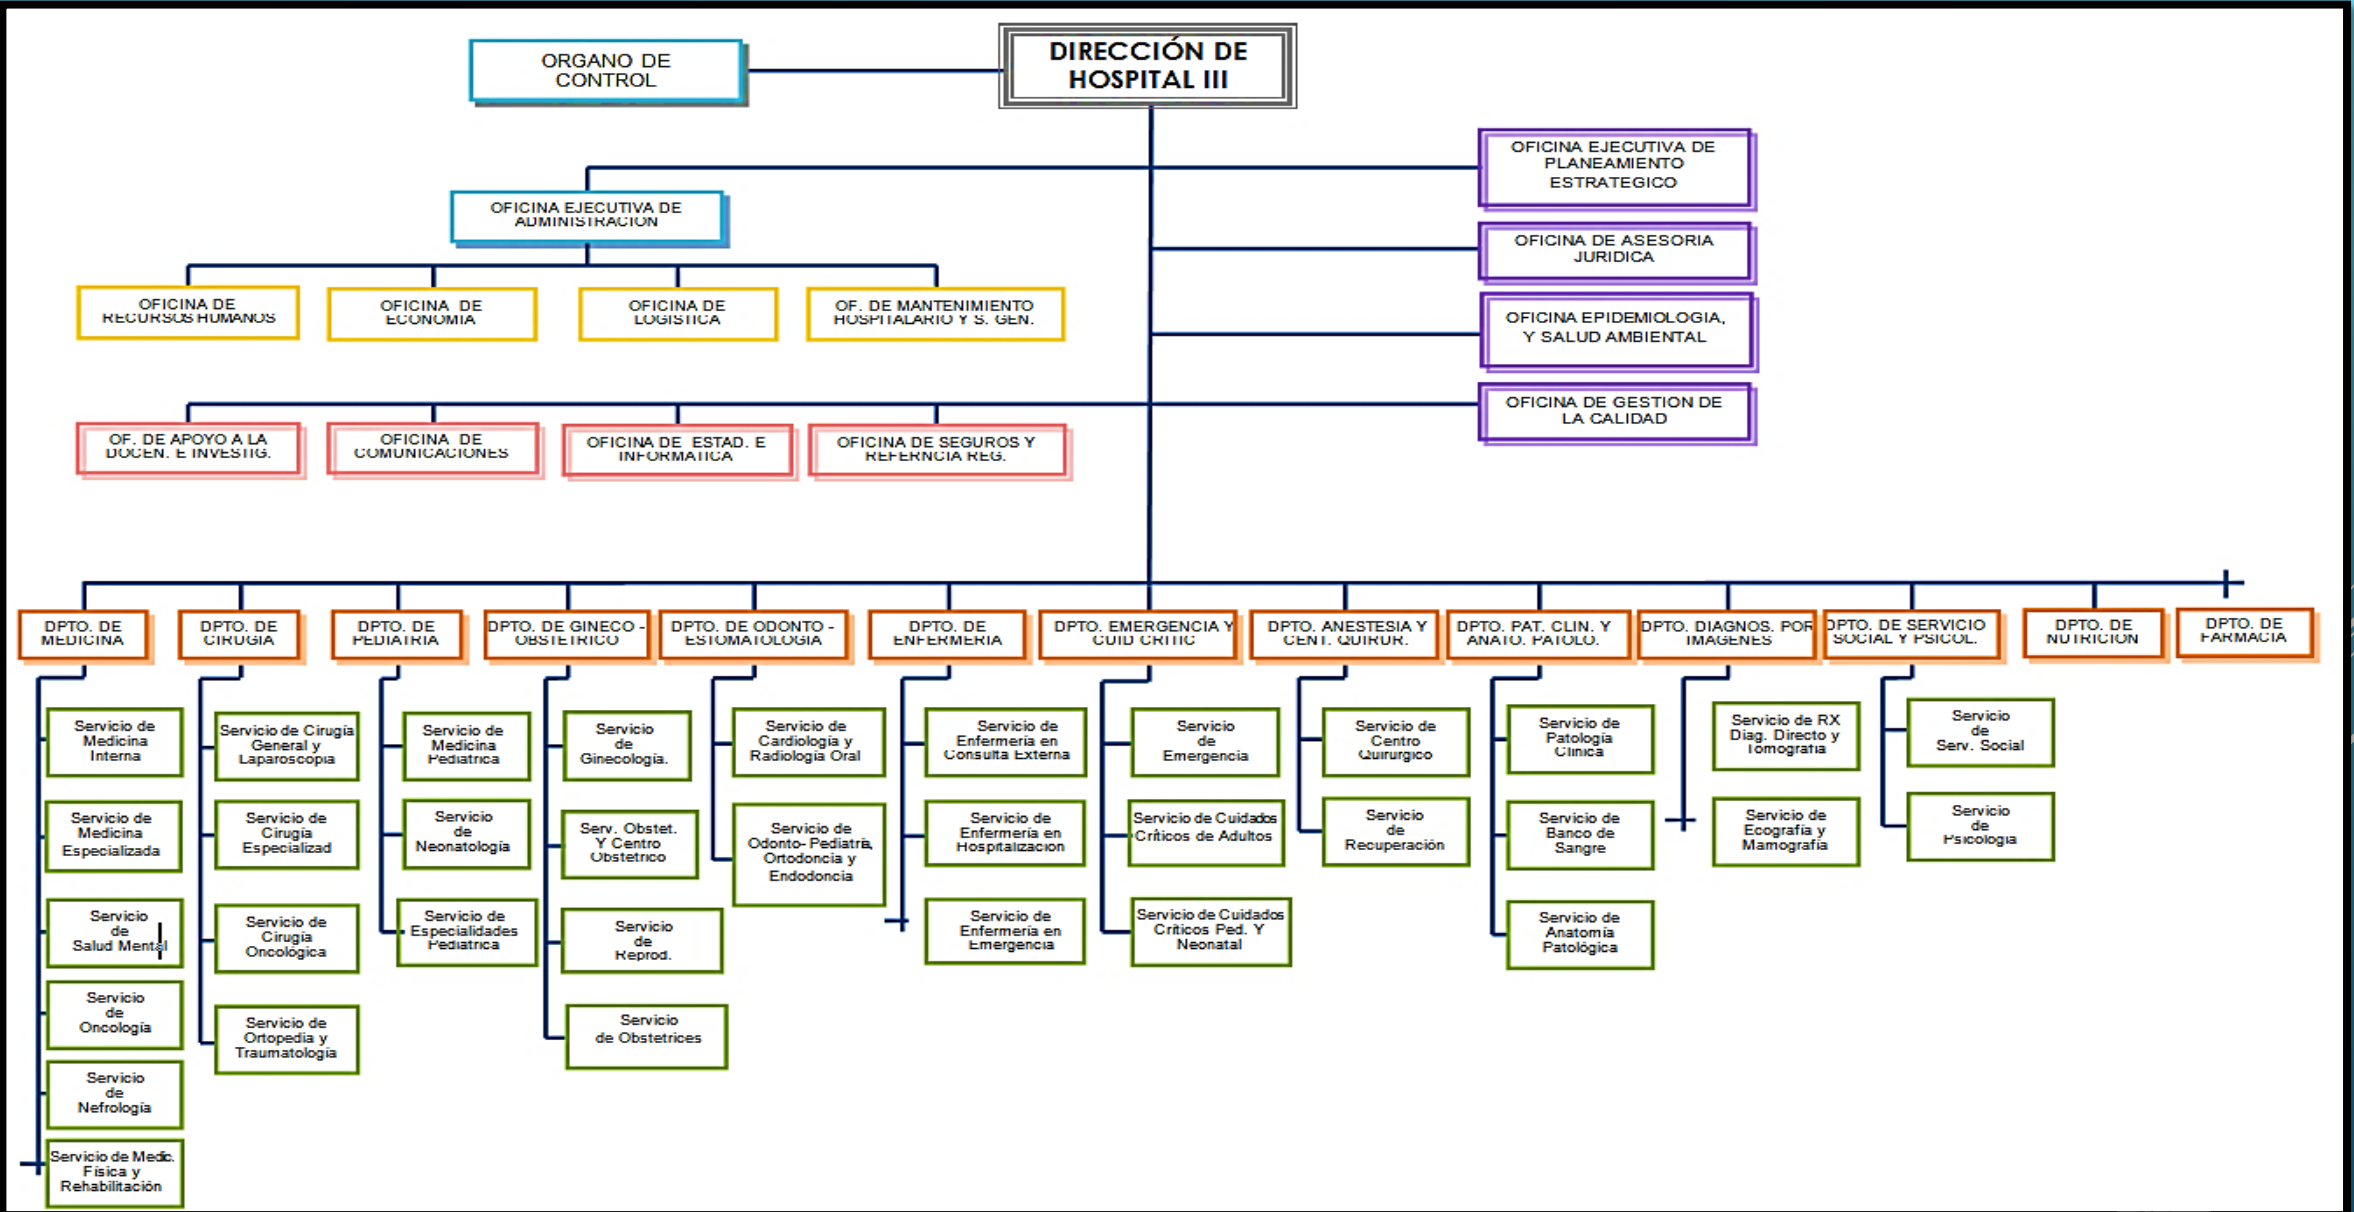 ORGANO DE
CONTROL
DIRECCIÓN DE
HOSPITAL III
OFICINA EJECUTIVA DE
PLANEAMIENTO
ESTRATEGICO
OFICINA EJECUTIVA DE
ADMINISTRACION
OFICINA DE ASESORIA
JURIDICA
OFICINA DE
RECURSOS HUMANOS
OFICINA DE
ECONOMIA
OFICINA DE
LOGISTICA
OF. DE MANTENIMIENTO
HOSPITALARIO Y S. GEN.
OFICINA EPIDEMIOLOGIA,
Y SALUD AMBIENTAL
OFICINA DE GESTION DE
LA CALIDAD
OF. DE APOYO A LA
DOCEN. E INVESTIG.
OFICINA DE
COMUNICACIONES
OFICINA DE ESTAD. E
INFORMATICA
OFICINA DE SEGUROS Y
REFERNCIA REG.
DPTO. DE
MEDICINA
DPTO. DE
CIRUGIA
DPTO. DE
PEDIATRIA
DPTO. DE GINECO -
OBSTETRICO
DPTO. DE ODONTO -
ESTOMATOLOGIA
DPTO. DE
ENFERMERIA
DPTO. EMERGENCIA Y
CUID CRITIC
DPTO. ANESTESIA Y
CENT. QUIRUR.
DPTO. PAT. CLIN. Y
ANATO. PATOLO.
DPTO. DIAGNOS. POR
IMAGENES
DPTO. DE SERVICIO
SOCIAL Y PSICOL.
DPTO. DE
NUTRICION
DPTO. DE
FARMACIA
Servicio de
Medicina
Interna
Servicio de
Medicina
Especializada
Servicio
de
Salud Mental
Servicio
de
Oncología
Servicio
de
Nefrología
Servicio de Medic.
Física y
Rehabilitación
Servicio de Cirugía
General y
Laparoscopia
Servicio de
Cirugía
Especializad
Servicio de
Cirugía
Oncológica
Servicio de
Ortopedia y
Traumatología
Servicio de
Medicina
Pediatrica
Servicio
de
Neonatología
Servicio de
Especialidades
Pediatrica
Servicio
de
Ginecología.
Serv. Obstet.
Y Centro
Obstetrico
Servicio
de
Reprod.
Servicio
de Obstetrices
Servicio de
Cardiología y
Radiología Oral
Servicio de
Odonto- Pediatría,
Ortodoncia y
Endodoncia
Servicio de
Enfermería en
Consulta Externa
Servicio de
Enfermería en
Hospitalización
Servicio de
Enfermería en
Emergencia
Servicio
de
Emergencia
Servicio de Cuidados
Críticos de Adultos
Servicio de Cuidados
Críticos Ped. Y
Neonatal
Servicio de
Centro
Quirurgico
Servicio
de
Recuperación
Servicio de
Patología
Clinica
Servicio de
Banco de
Sangre
Servicio de
Anatomía
Patológica
Servicio de RX
Diag. Directo y
Tomografía
Servicio de
Ecografía y
Mamografía
Servicio
de
Serv. Social
Servicio
de
Psicología